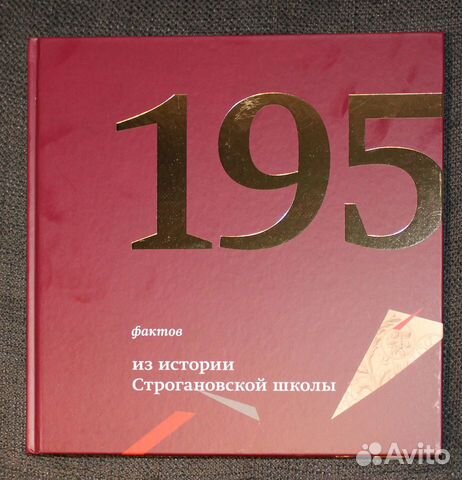 195
фактов
из истории
Строгановской школы
Avito